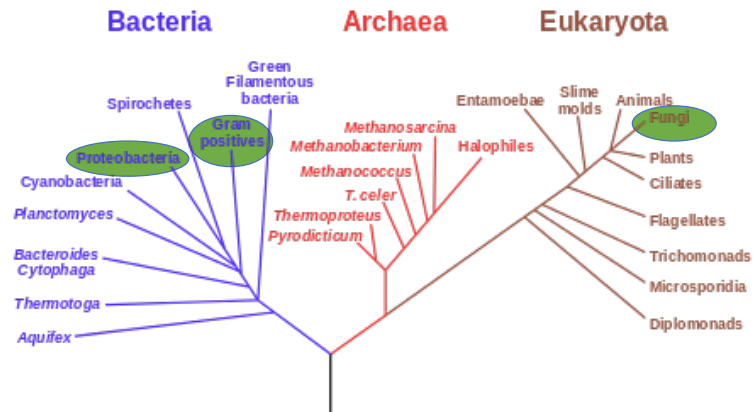 Bacteria
Archaea
Eukaryota
Green
Filamentous
bacteria
Spirochetes
Gram
positives
Proteobacteria
Cyanobacteria
Planctomyces
Bacteroides
Cytophaga
Thermotoga
Aquifex
Methanosarcina
Methanobacterium
Halophiles
Methanococcus
T. celer
Thermoproteus
Pyrodicticum
Entamoebae
Slime
molds
Animals
Fungi
Plants
Ciliates
Flagellates
Trichomonads
Microsporidia
Diplomonads